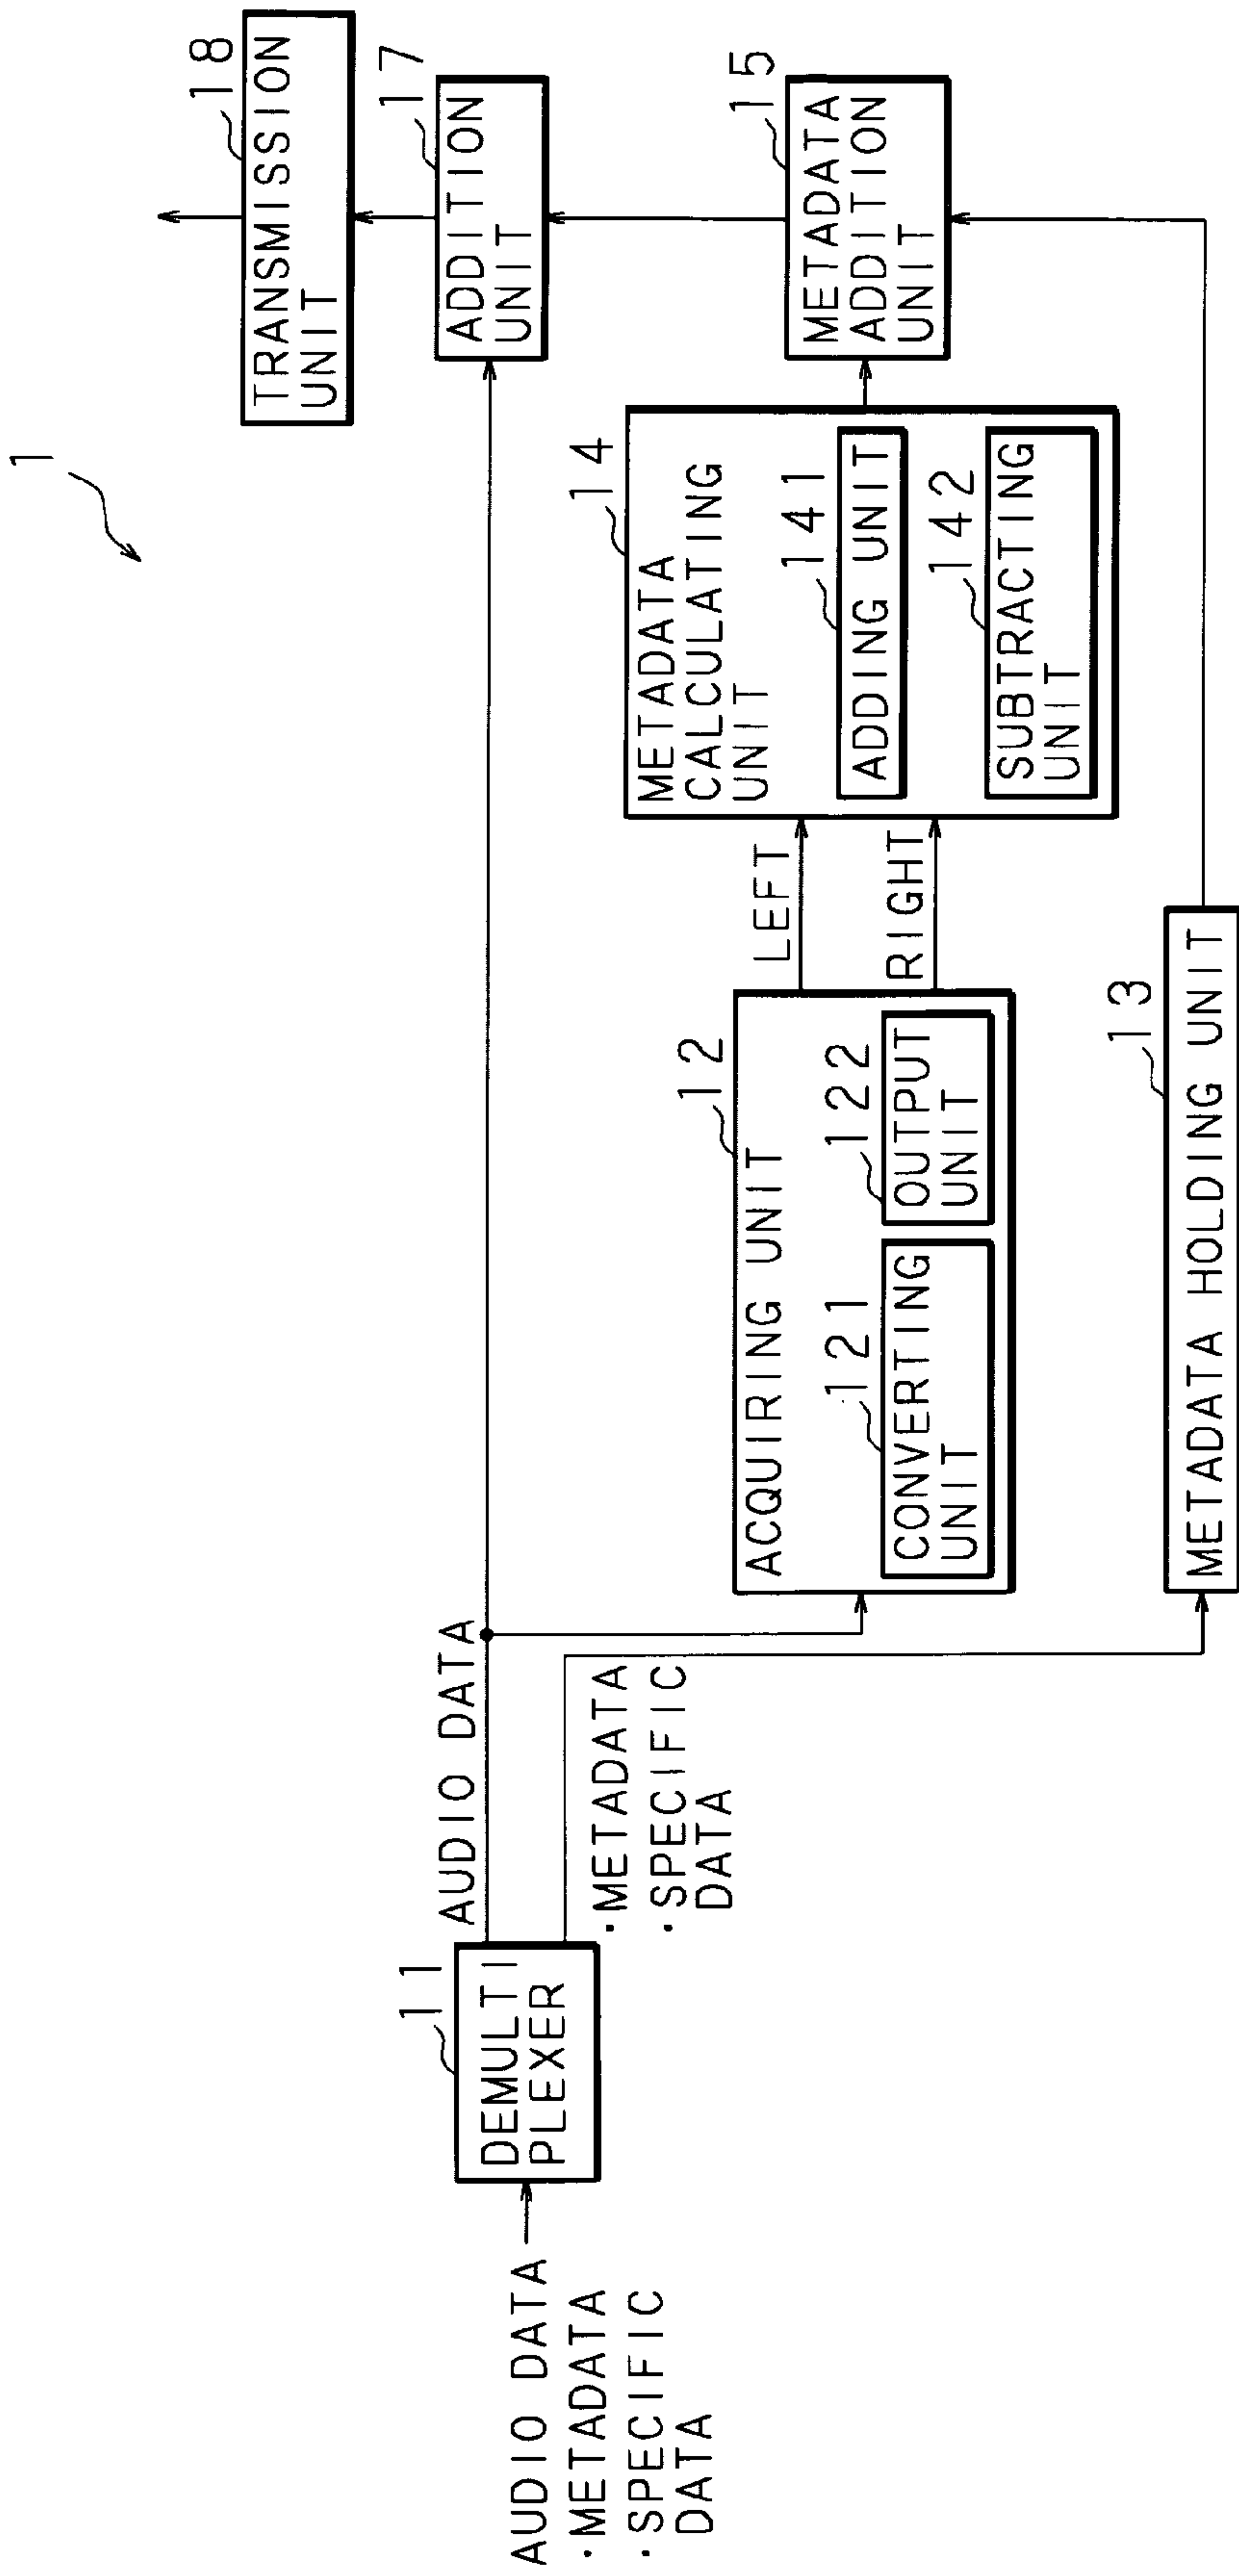 1
AUDIO DATA
·METADATA
·SPECIFIC
DATA
11
DEMULTI
PLEXER
AUDIO DATA
·METADATA
·SPECIFIC
DATA
12
ACQUIRING UNIT
121
CONVERTING
UNIT
122
OUTPUT
UNIT
13
METADATA HOLDING UNIT
LEFT
RIGHT
14
METADATA
CALCULATING
UNIT
141
ADDING UNIT
142
SUBTRACTING
UNIT
15
METADATA
ADDITION
UNIT
17
ADDITION
UNIT
18
TRANSMISSION
UNIT